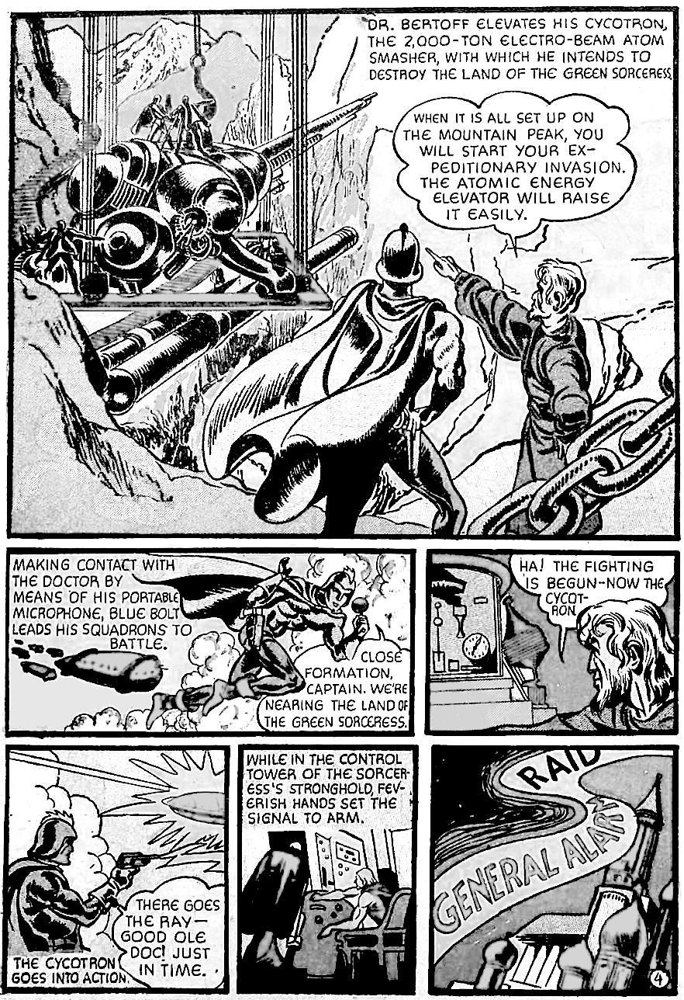 DR. BERTOFF ELEVATES HIS CYCOTRON,
THE 2,000-TON ELECTRO-BEAM ATOM
SMASHER, WITH WHICH HE INTENDS TO
DESTROY THE LAND OF THE GREEN SORCERESS.
WHEN IT IS ALL SET UP ON
THE MOUNTAIN PEAK, YOU
WILL START YOUR EX-
PEDITIONARY INVASION.
THE ATOMIC ENERGY
ELEVATOR WILL RAISE
IT EASILY.
MAKING CONTACT WITH
THE DOCTOR BY
MEANS OF HIS PORTABLE
MICROPHONE, BLUE BOLT
LEADS HIS SQUADRONS TO
BATTLE.
CLOSE
FORMATION,
CAPTAIN. WE'RE
NEARING THE LAND OF
THE GREEN SORCERESS.
HA! THE FIGHTING
IS BEGUN-NOW THE
CYCOT-
RON
THERE GOES
THE RAY—
GOOD OLE
DOC! JUST
IN TIME.
THE CYCOTRON
GOES INTO ACTION.
WHILE IN THE CONTROL
TOWER OF THE SORCER-
ESS'S STRONGHOLD, FEV-
ERISH HANDS SET THE
SIGNAL TO ARM.
RAID
GENERAL ALARM
4